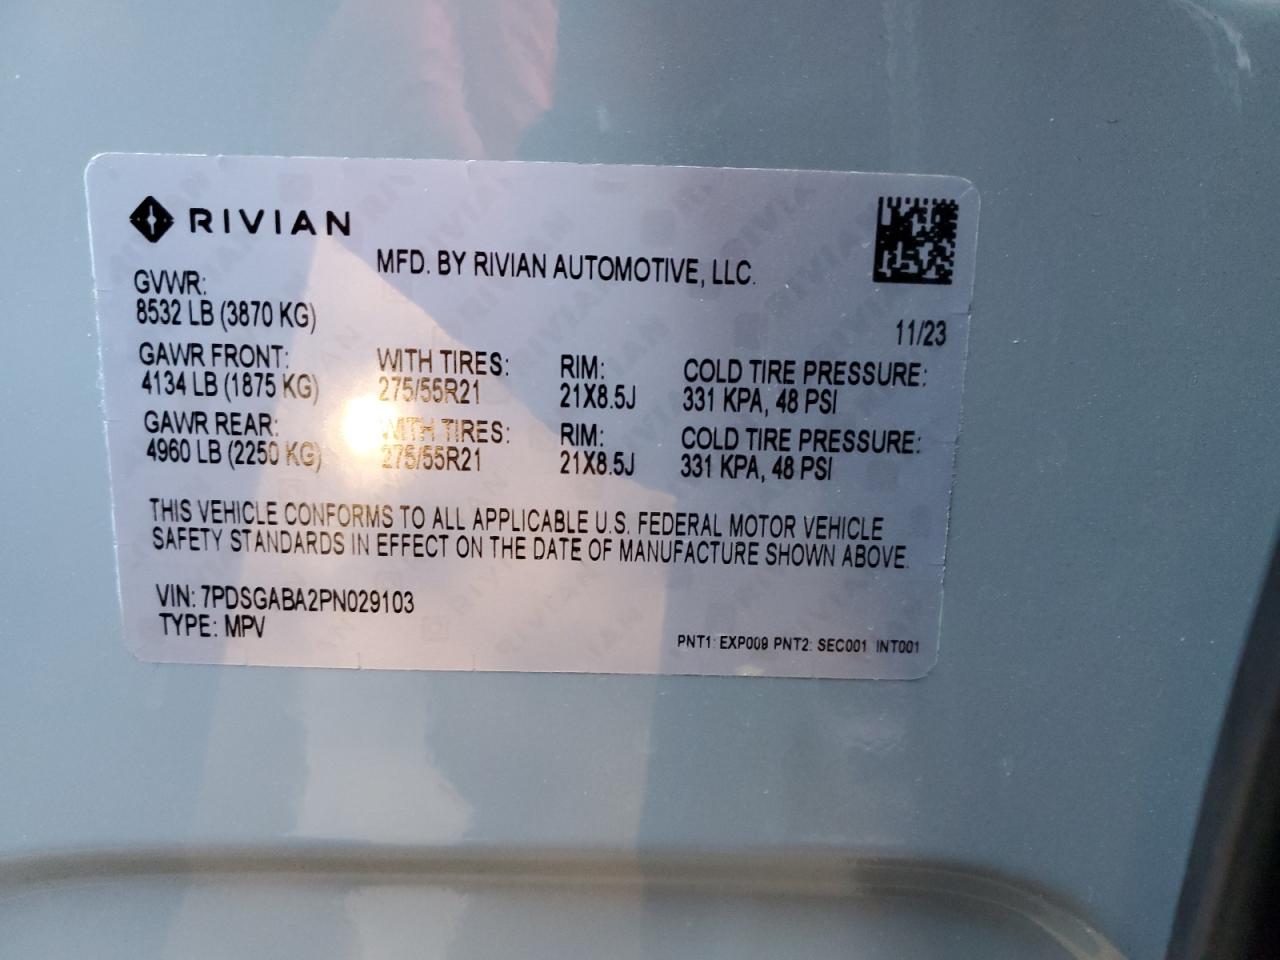 RIVIAN
MFD. BY RIVIAN AUTOMOTIVE, LLC.
GVWR:
8532 LB (3870 KG)
11/23
GAWR FRONT: WITH TIRES: RIM: COLD TIRE PRESSURE:
4134 LB (1875 KG) 275/55R21 21X8.5J 331 KPA, 48 PSI
GAWR REAR: WITH TIRES: RIM: COLD TIRE PRESSURE:
4960 LB (2250 KG) 275/55R21 21X8.5J 331 KPA, 48 PSI
THIS VEHICLE CONFORMS TO ALL APPLICABLE U.S. FEDERAL MOTOR VEHICLE
SAFETY STANDARDS IN EFFECT ON THE DATE OF MANUFACTURE SHOWN ABOVE.
VIN: 7PDSGABA2PN029103
TYPE: MPV
PNT1: EXP009 PNT2: SEC001 INT001